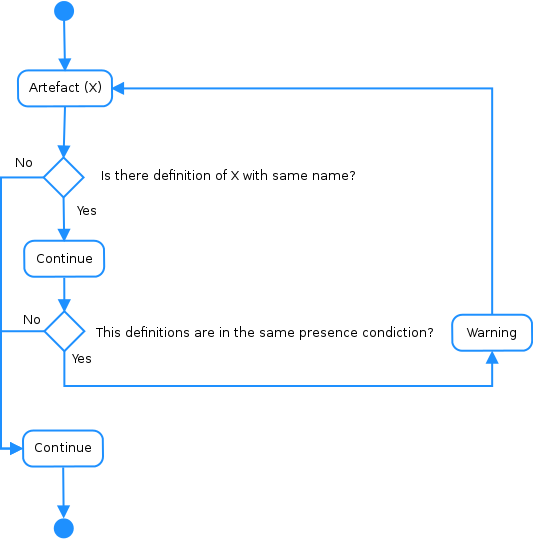 Artefact (X)
No
Is there definition of X with same name?
Yes
Continue
No
This definitions are in the same presence condiction?
Warning
Yes
Continue